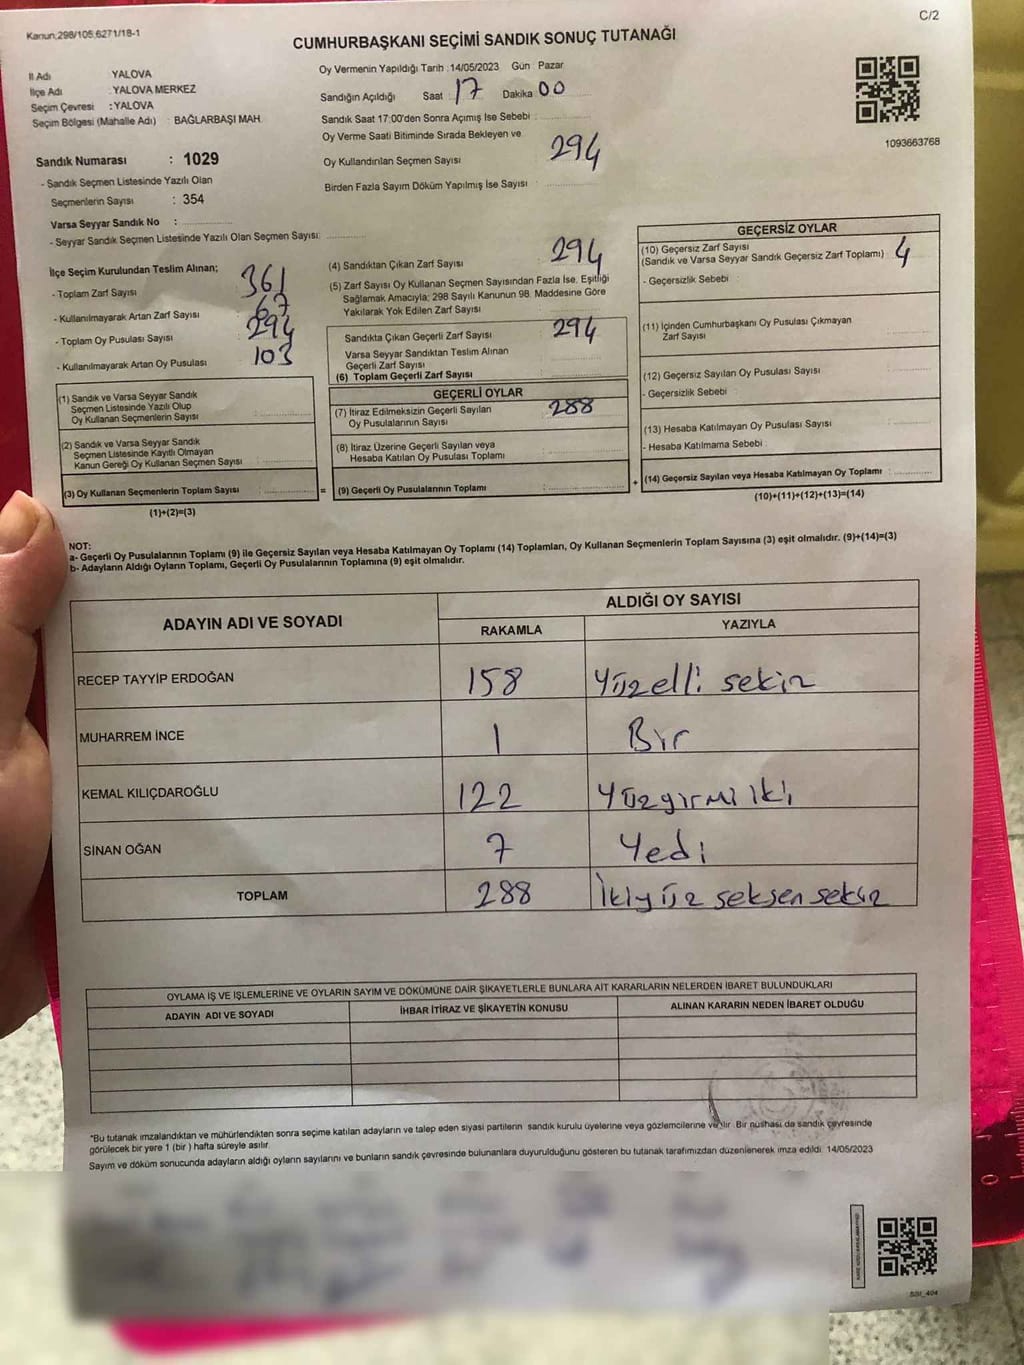 C/2
Kanun;298/105,6271/18-1
CUMHURBAŞKANI SEÇİMİ SANDIK SONUÇ TUTANAĞI
İl Adı YALOVA
İlçe Adı :YALOVA MERKEZ
Seçim Çevresi :YALOVA
Seçim Bölgesi (Mahalle Adı) : BAĞLARBAŞI MAH.
Oy Vermenin Yapıldığı Tarih :14/05/2023 Gün : Pazar
Sandığın Açıldığı Saat : 17 Dakika 00
Sandık Saat 17:00'den Sonra Açımış İse Sebebi :
Oy Verme Saati Bitiminde Sırada Bekleyen ve
Oy Kullandırılan Seçmen Sayısı 294
Birden Fazla Sayım Döküm Yapılmış İse Sayısı :
1093663768
Sandık Numarası : 1029
- Sandık Seçmen Listesinde Yazılı Olan
Seçmenlerin Sayısı : 354
Varsa Seyyar Sandık No :
- Seyyar Sandık Seçmen Listesinde Yazılı Olan Seçmen Sayısı:
İlçe Seçim Kurulundan Teslim Alınan;
- Toplam Zarf Sayısı 361
- Kullanılmayarak Artan Zarf Sayısı : 67
- Toplam Oy Pusulası Sayısı 294
- Kullanılmayarak Artan Oy Pusulası 103
(1) Sandık ve Varsa Seyyar Sandık
Seçmen Listesinde Yazılı Olup
Oy Kullanan Seçmenlerin Sayısı :
(2) Sandık ve Varsa Seyyar Sandık
Seçmen Listesinde Kayıtlı Olmayan
Kanun Gereği Oy Kullanan Seçmen Sayısı :
(3) Oy Kullanan Seçmenlerin Toplam Sayısı : =
(1)+(2)=(3)
(4) Sandıktan Çıkan Zarf Sayısı 294
(5) Zarf Sayısı Oy Kullanan Seçmen Sayısından Fazla İse, Eşitliği
Sağlamak Amacıyla; 298 Sayılı Kanunun 98. Maddesine Göre
Yakılarak Yok Edilen Zarf Sayısı :
Sandıkta Çıkan Geçerli Zarf Sayısı 294
Varsa Seyyar Sandıktan Teslim Alınan
Geçerli Zarf Sayısı
(6) Toplam Geçerli Zarf Sayısı
GEÇERLİ OYLAR
(7) İtiraz Edilmeksizin Geçerli Sayılan
Oy Pusulalarının Sayısı 288
(8) İtiraz Üzerine Geçerli Sayılan veya
Hesaba Katılan Oy Pusulası Toplamı
(9) Geçerli Oy Pusulalarının Toplamı : +
GEÇERSİZ OYLAR
(10) Geçersiz Zarf Sayısı
(Sandık ve Varsa Seyyar Sandık Geçersiz Zarf Toplamı) 4
- Geçersizlik Sebebi :
(11) İçinden Cumhurbaşkanı Oy Pusulası Çıkmayan
Zarf Sayısı
(12) Geçersiz Sayılan Oy Pusulası Sayısı
- Geçersizlik Sebebi
(13) Hesaba Katılmayan Oy Pusulası Sayısı
- Hesaba Katılmama Sebebi :
(14) Geçersiz Sayılan veya Hesaba Katılmayan Oy Toplamı :
(10)+(11)+(12)+(13)=(14)
NOT:
a- Geçerli Oy Pusulalarının Toplamı (9) ile Geçersiz Sayılan veya Hesaba Katılmayan Oy Toplamı (14) Toplamları, Oy Kullanan Seçmenlerin Toplam Sayısına (3) eşit olmalıdır. (9)+(14)=(3)
b- Adayların Aldığı Oyların Toplamı, Geçerli Oy Pusulalarının Toplamına (9) eşit olmalıdır.
ADAYIN ADI VE SOYADI ALDIĞI OY SAYISI
RAKAMLA YAZIYLA
RECEP TAYYİP ERDOĞAN 158 Yüzelli sekiz
MUHARREM İNCE 1 Bir
KEMAL KILIÇDAROĞLU 122 Yüzyirmi iki
SİNAN OĞAN 7 Yedi
TOPLAM 288 İkiyüz seksen sekiz
OYLAMA İŞ VE İŞLEMLERİNE VE OYLARIN SAYIM VE DÖKÜMÜNE DAİR ŞİKAYETLERLE BUNLARA AİT KARARLARIN NELERDEN İBARET BULUNDUKLARI
ADAYIN ADI VE SOYADI İHBAR İTİRAZ VE ŞİKAYETİN KONUSU ALINAN KARARIN NEDEN İBARET OLDUĞU
*Bu tutanak imzalandıktan ve mühürlendikten sonra seçime katılan adayların ve talep eden siyasi partilerin sandık kurulu üyelerine veya gözlemcilerine verilir. Bir nüshası da sandık çevresinde
görülecek bir yere 1 (bir ) hafta süreyle asılır.
Sayım ve döküm sonucunda adayların aldığı oyların sayılarını ve bunların sandık çevresinde bulunanlara duyurulduğunu gösteren bu tutanak tarafımızdan düzenlenerek imza edildi. 14/05/2023
SSI_404